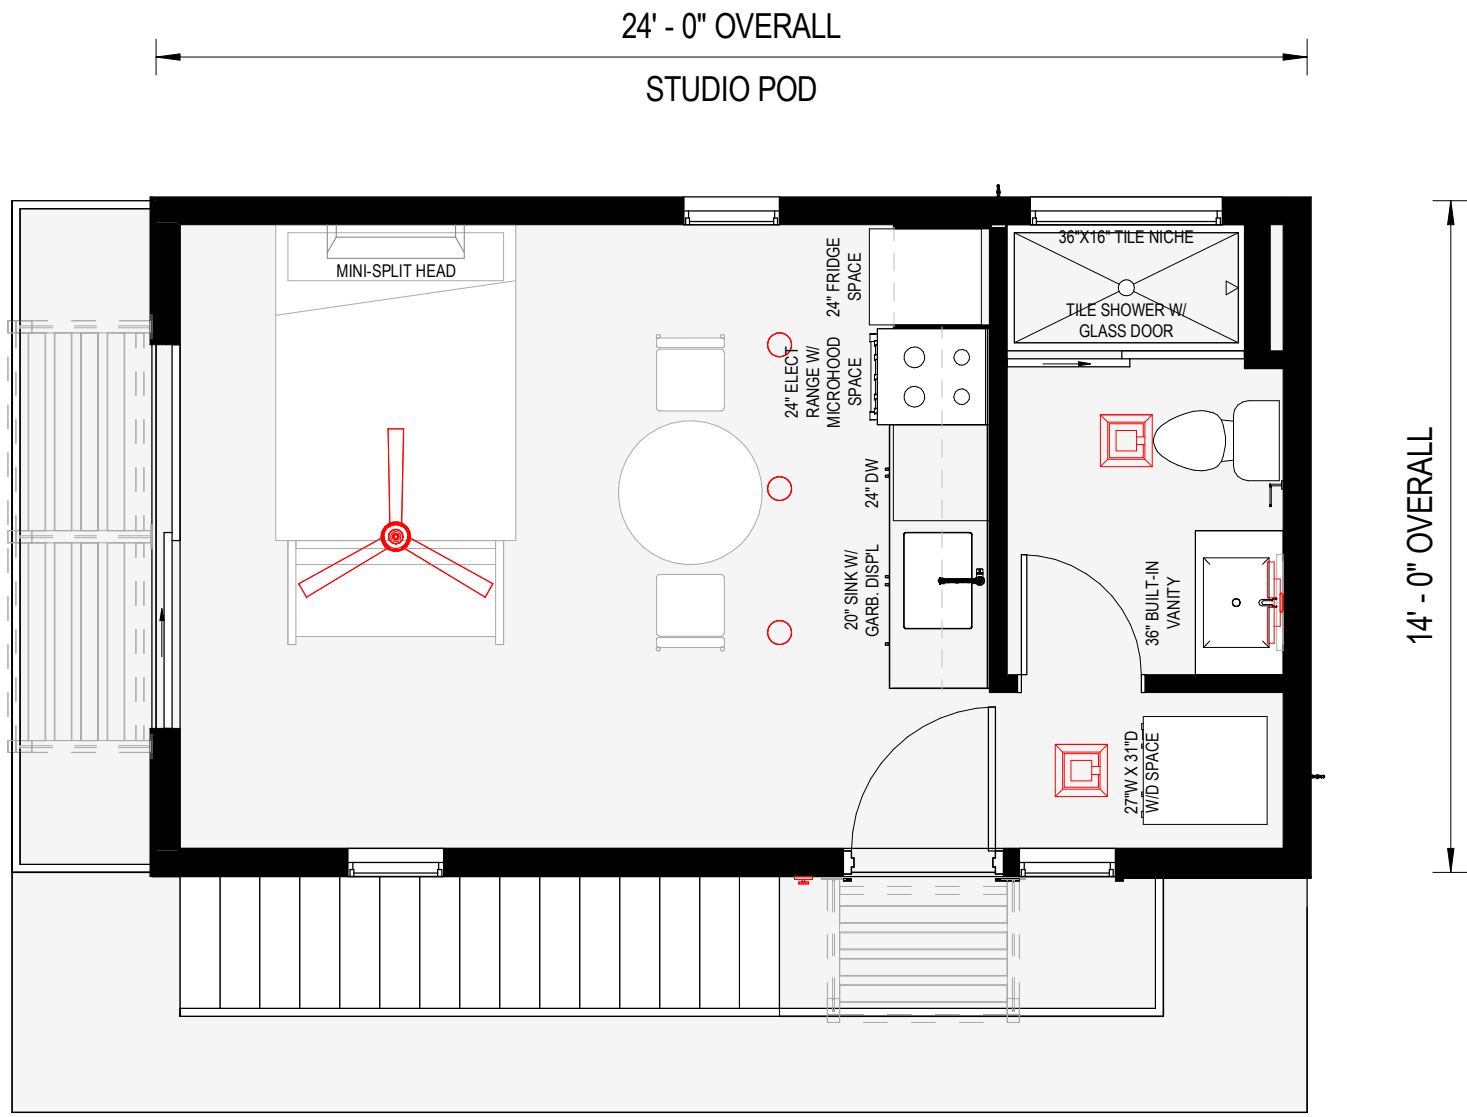 24' - 0" OVERALL
STUDIO POD
36"X16" TILE NICHE
MINI-SPLIT HEAD
24" FRIDGE
SPACE
TILE SHOWER W/
GLASS DOOR
24" ELECT
RANGE W/
MICROHOOD
SPACE
24" DW
20" SINK W/
GARB. DISP'L
36" BUILT-IN
VANITY
27"W X 31"D
W/D SPACE
14' - 0" OVERALL